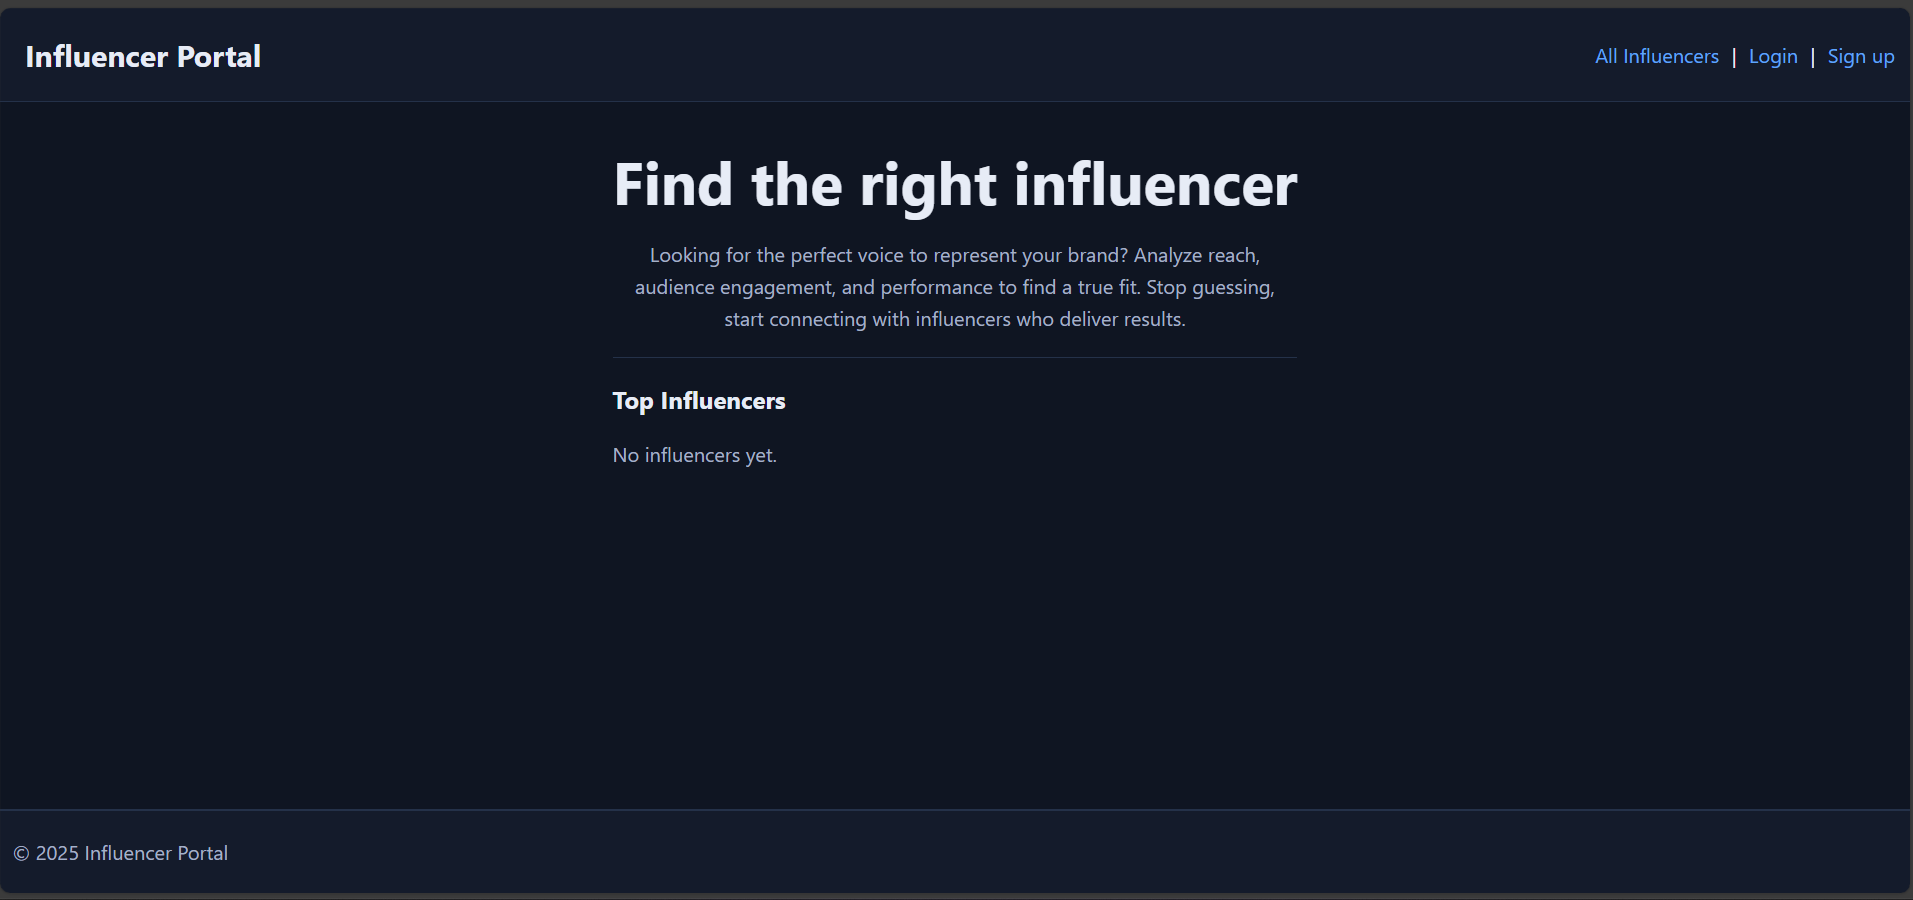 Influencer Portal
All Influencers | Login | Sign up
Find the right influencer
Looking for the perfect voice to represent your brand? Analyze reach,
audience engagement, and performance to find a true fit. Stop guessing,
start connecting with influencers who deliver results.
Top Influencers
No influencers yet.
© 2025 Influencer Portal